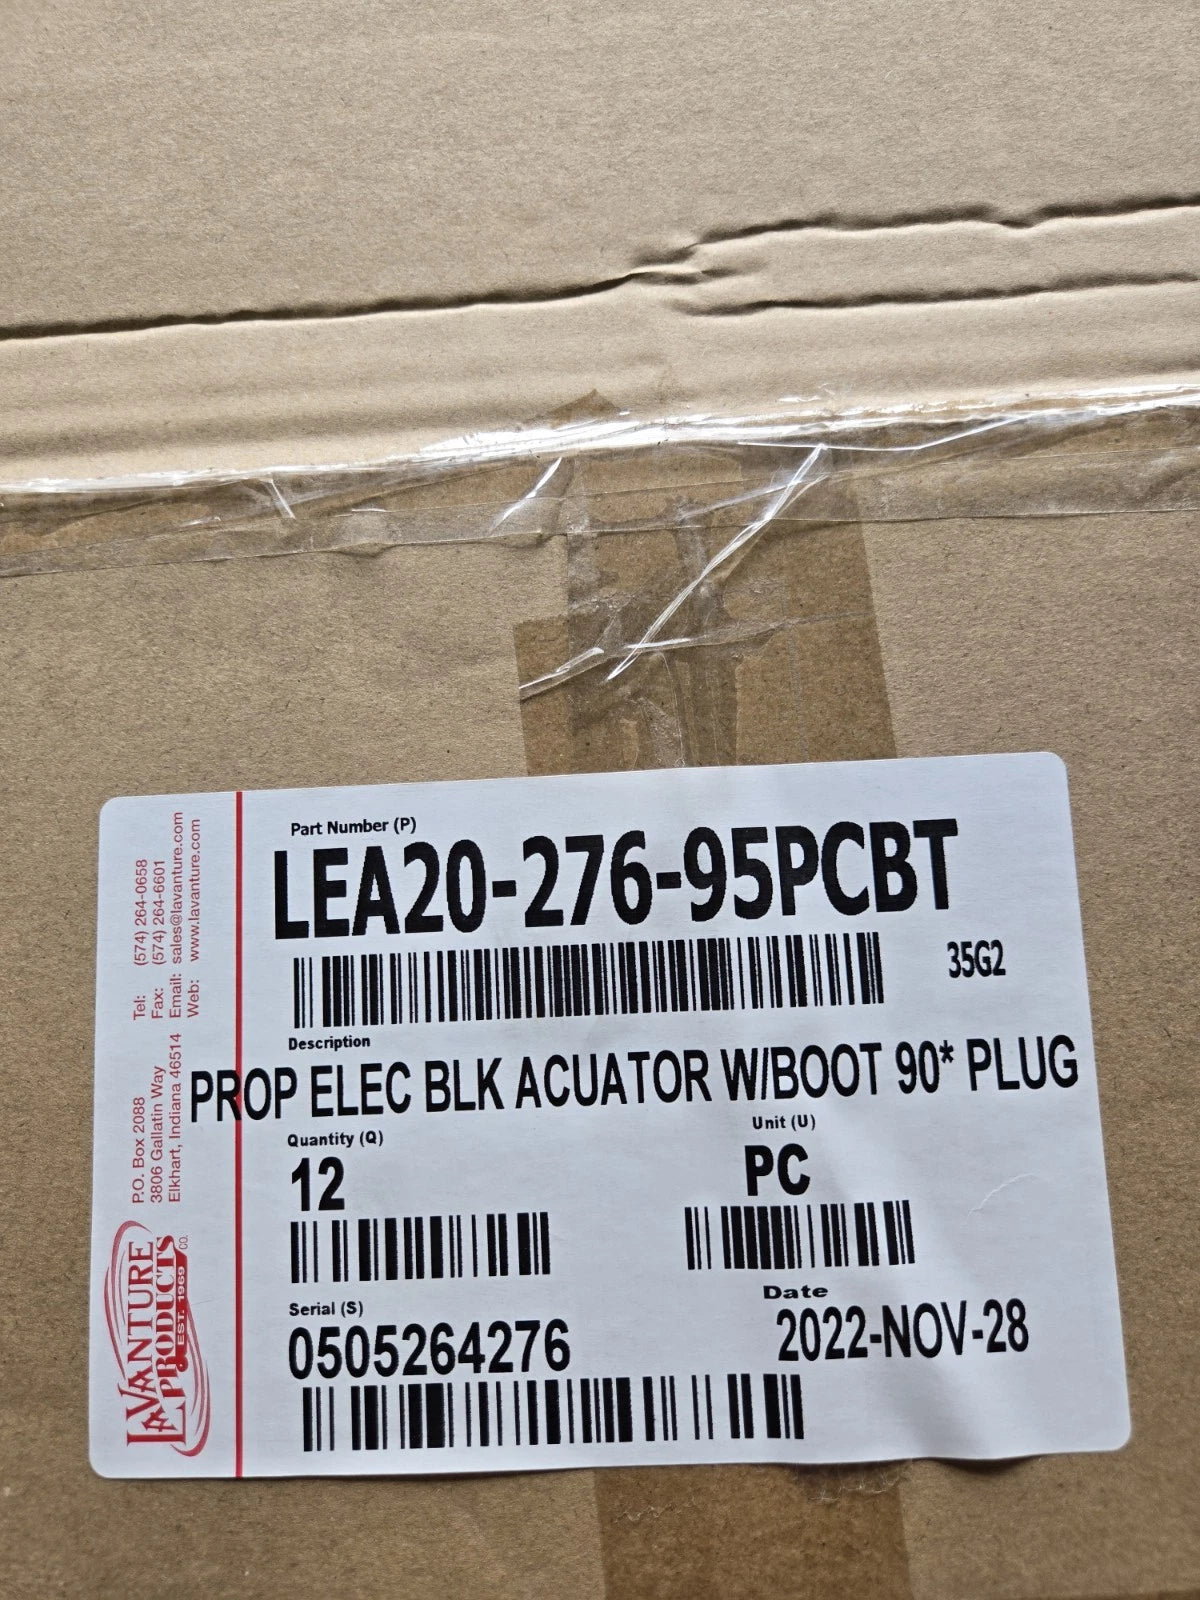 Part Number (P)
LEA20-276-95PCBT
35G2
Description
PROP ELEC BLK ACUATOR W/BOOT 90* PLUG
Quantity (Q)
12
Unit (U)
PC
Serial (S)
0505264276
Date
2022-NOV-28
LAVANTURE
PRODUCTS CO.
EST. 1969
P.O. Box 2088
3806 Gallatin Way
Elkhart, Indiana 46514
Tel: (574) 264-0658
Fax: (574) 264-6601
Email: sales@lavanture.com
Web: www.lavanture.com